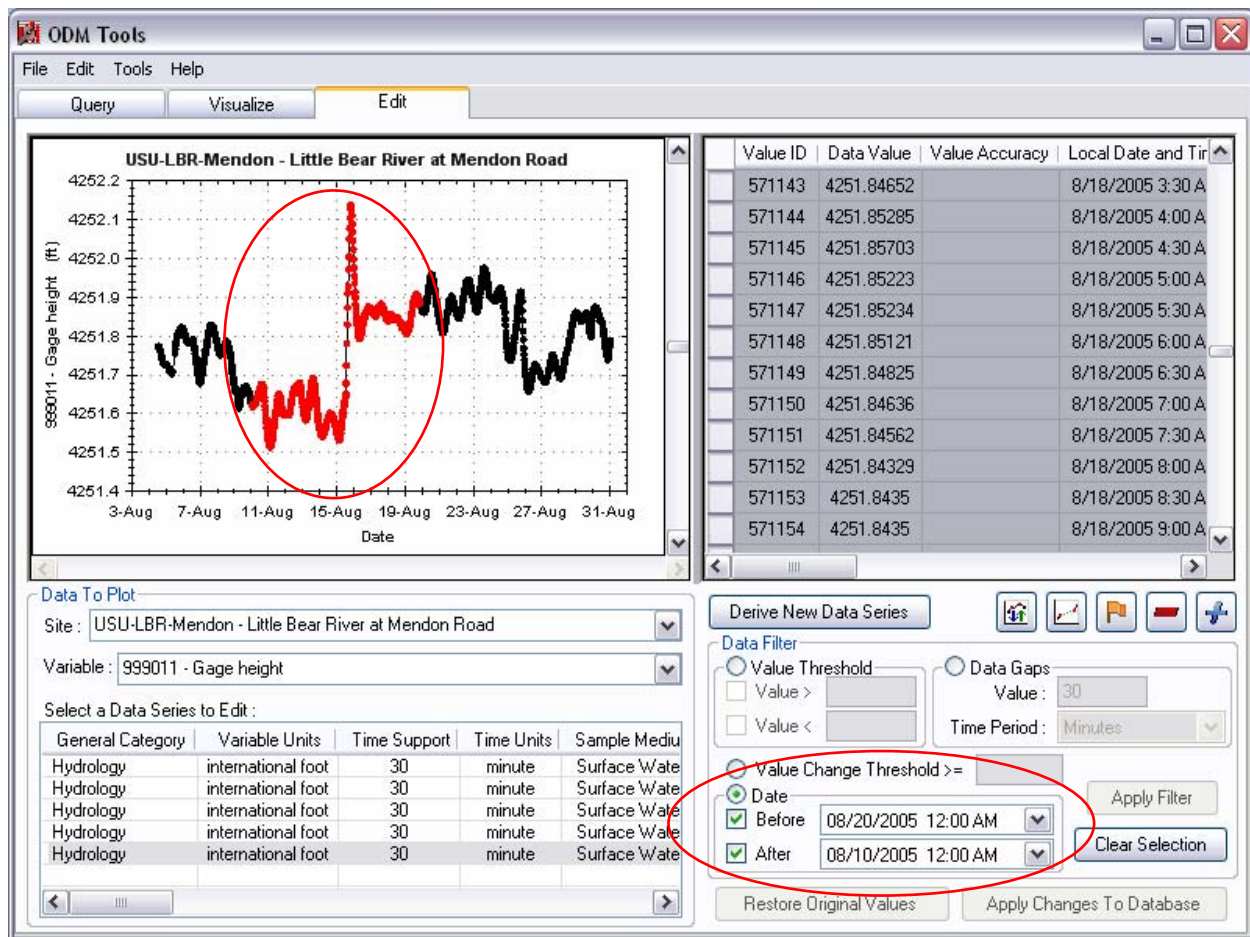 ODM Tools
File Edit Tools Help
Query Visualize Edit
USU-LBR-Mendon - Little Bear River at Mendon Road
999011 - Gage height (ft)
4252.2
4252.1
4252.0
4251.9
4251.8
4251.7
4251.6
4251.5
4251.4
3-Aug 7-Aug 11-Aug 15-Aug 19-Aug 23-Aug 27-Aug 31-Aug
Date
Value ID Data Value Value Accuracy Local Date and Tir
571143 4251.84652 8/18/2005 3:30 A
571144 4251.85285 8/18/2005 4:00 A
571145 4251.85703 8/18/2005 4:30 A
571146 4251.85223 8/18/2005 5:00 A
571147 4251.85234 8/18/2005 5:30 A
571148 4251.85121 8/18/2005 6:00 A
571149 4251.84825 8/18/2005 6:30 A
571150 4251.84636 8/18/2005 7:00 A
571151 4251.84562 8/18/2005 7:30 A
571152 4251.84329 8/18/2005 8:00 A
571153 4251.8435 8/18/2005 8:30 A
571154 4251.8435 8/18/2005 9:00 A
Data To Plot
Site : USU-LBR-Mendon - Little Bear River at Mendon Road
Variable : 999011 - Gage height
Select a Data Series to Edit :
General Category Variable Units Time Support Time Units Sample Mediu
Hydrology international foot 30 minute Surface Wate
Hydrology international foot 30 minute Surface Wate
Hydrology international foot 30 minute Surface Wate
Hydrology international foot 30 minute Surface Wate
Hydrology international foot 30 minute Surface Wate
Derive New Data Series
Data Filter
Value Threshold
Value >
Value <
Data Gaps
Value : 30
Time Period : Minutes
Value Change Threshold >=
Date
Before 08/20/2005 12:00 AM
After 08/10/2005 12:00 AM
Apply Filter
Clear Selection
Restore Original Values
Apply Changes To Database